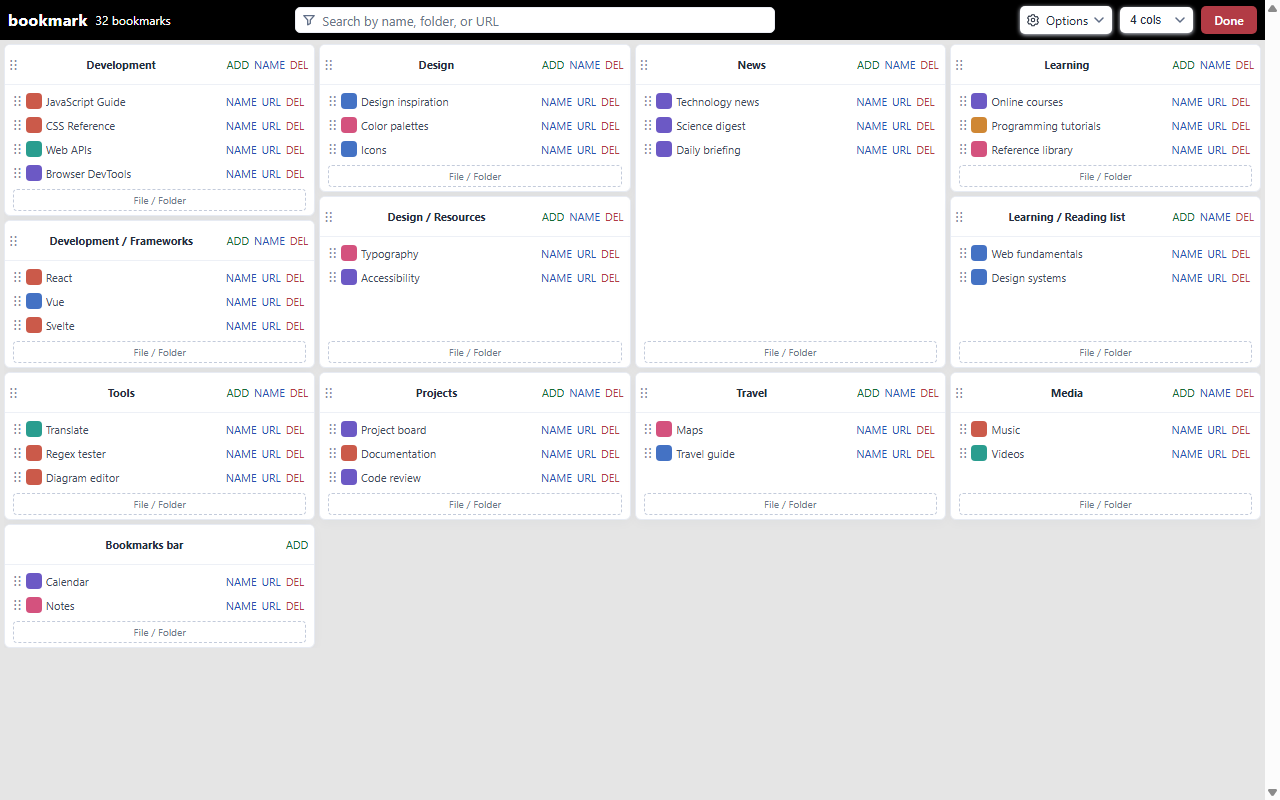 bookmark 32 bookmarks
Search by name, folder, or URL
Options
4 cols
Done
Development ADD NAME DEL
JavaScript Guide NAME URL DEL
CSS Reference NAME URL DEL
Web APIs NAME URL DEL
Browser DevTools NAME URL DEL
File / Folder
Development / Frameworks ADD NAME DEL
React NAME URL DEL
Vue NAME URL DEL
Svelte NAME URL DEL
File / Folder
Design ADD NAME DEL
Design inspiration NAME URL DEL
Color palettes NAME URL DEL
Icons NAME URL DEL
File / Folder
Design / Resources ADD NAME DEL
Typography NAME URL DEL
Accessibility NAME URL DEL
File / Folder
News ADD NAME DEL
Technology news NAME URL DEL
Science digest NAME URL DEL
Daily briefing NAME URL DEL
File / Folder
Learning ADD NAME DEL
Online courses NAME URL DEL
Programming tutorials NAME URL DEL
Reference library NAME URL DEL
File / Folder
Learning / Reading list ADD NAME DEL
Web fundamentals NAME URL DEL
Design systems NAME URL DEL
File / Folder
Tools ADD NAME DEL
Translate NAME URL DEL
Regex tester NAME URL DEL
Diagram editor NAME URL DEL
File / Folder
Projects ADD NAME DEL
Project board NAME URL DEL
Documentation NAME URL DEL
Code review NAME URL DEL
File / Folder
Travel ADD NAME DEL
Maps NAME URL DEL
Travel guide NAME URL DEL
File / Folder
Media ADD NAME DEL
Music NAME URL DEL
Videos NAME URL DEL
File / Folder
Bookmarks bar ADD
Calendar NAME URL DEL
Notes NAME URL DEL
File / Folder